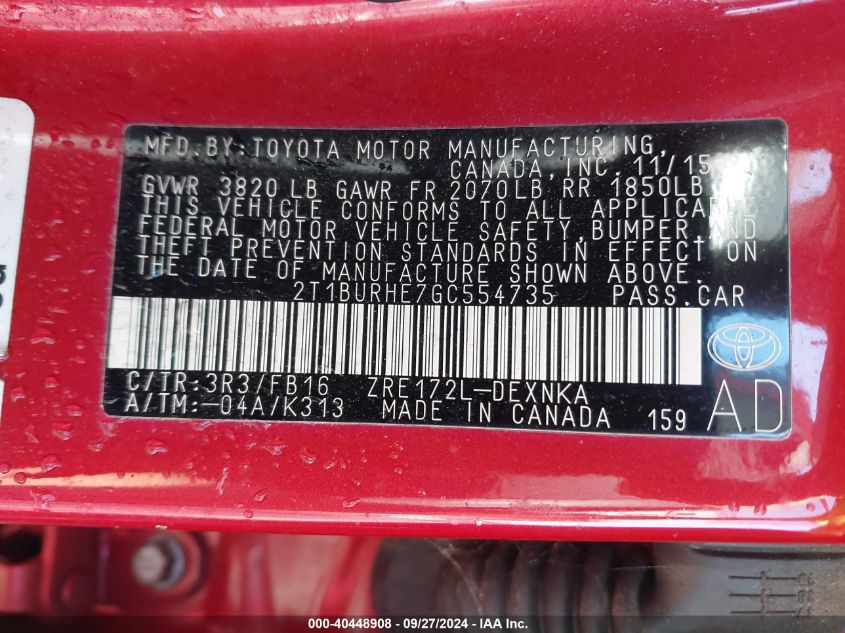 MFD.BY:TOYOTA MOTOR MANUFACTURING,
CANADA,INC. 11/15
GVWR 3820 LB GAWR FR 2070LB, RR 1850LB
THIS VEHICLE CONFORMS TO ALL APPLICABLE
FEDERAL MOTOR VEHICLE SAFETY, BUMPER, AND
THEFT PREVENTION STANDARDS IN EFFECT ON
THE DATE OF MANUFACTURE SHOWN ABOVE.
2T1BURHE7GC554735 PASS.CAR
C/TR:3R3/FB16 ZRE172L-DEXNKA
A/TM:-04A/K313 MADE IN CANADA 159 AD
000-40448908 - 09/27/2024 - IAAI Inc.